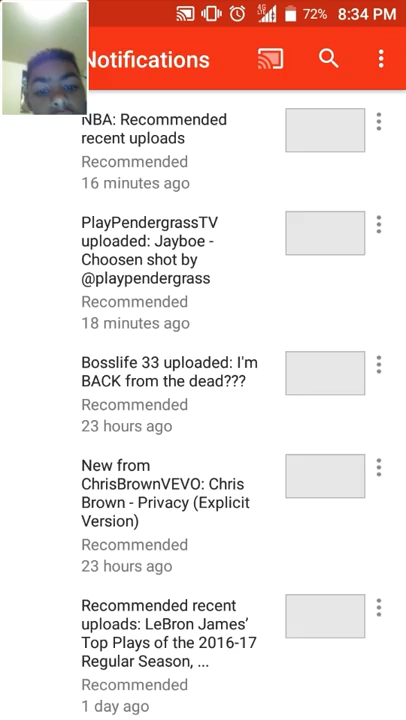 4G
LTE
72%
8:34 PM
Notifications
NBA: Recommended
recent uploads
Recommended
16 minutes ago
PlayPendergrassTV
uploaded: Jayboe -
Choosen shot by
@playpendergrass
Recommended
18 minutes ago
Bosslife 33 uploaded: I'm
BACK from the dead???
Recommended
23 hours ago
New from
ChrisBrownVEVO: Chris
Brown - Privacy (Explicit
Version)
Recommended
23 hours ago
Recommended recent
uploads: LeBron James’
Top Plays of the 2016-17
Regular Season, ...
Recommended
1 day ago